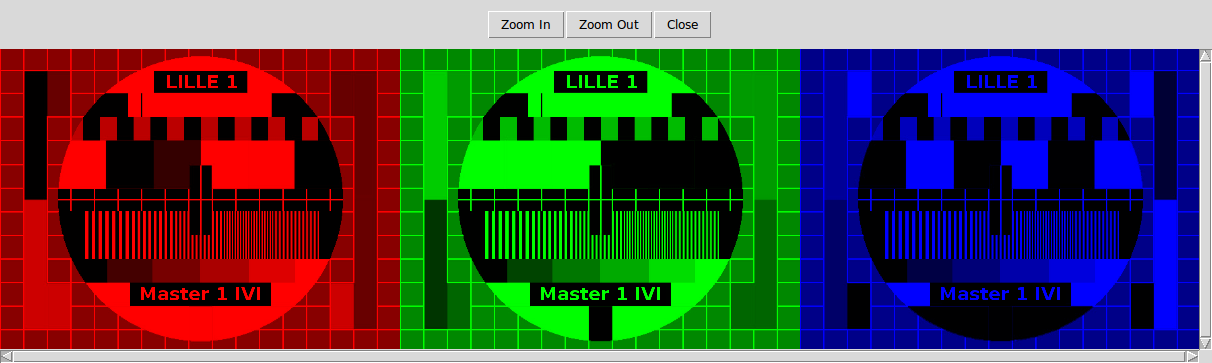 Zoom In Zoom Out Close
LILLE 1 LILLE 1 LILLE 1
Master 1 IVI Master 1 IVI Master 1 IVI